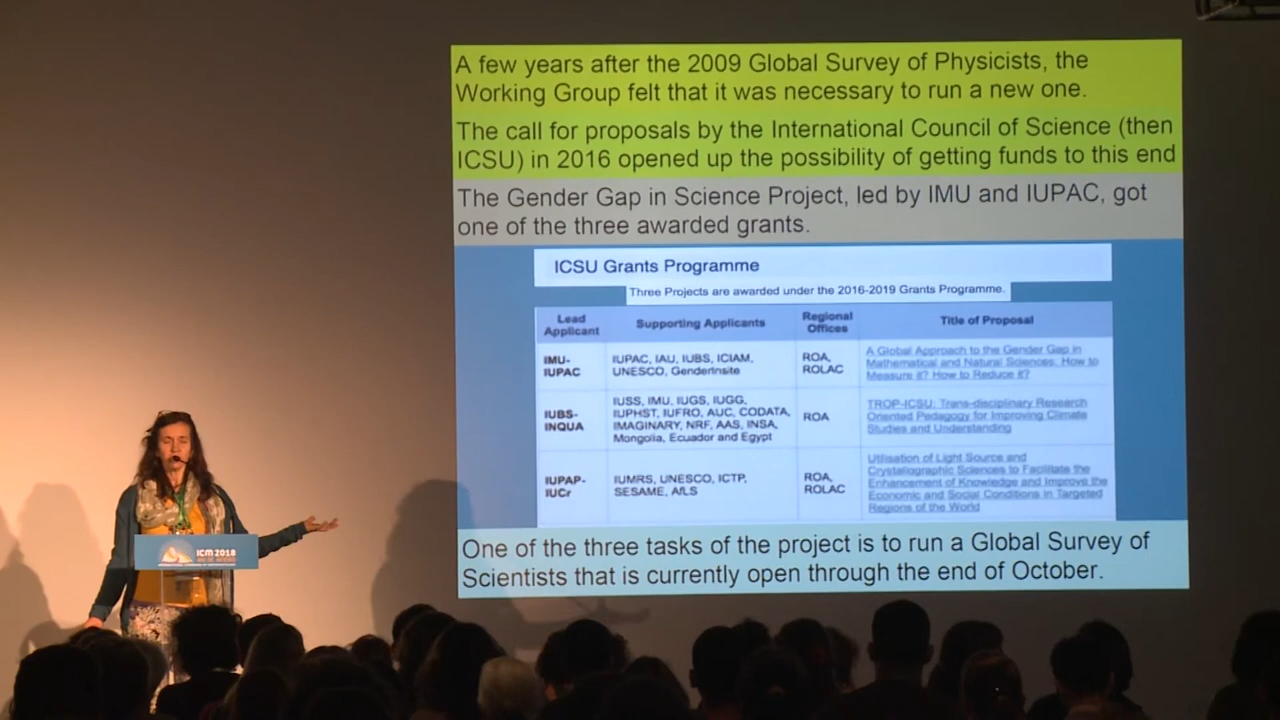 A few years after the 2009 Global Survey of Physicists, the
Working Group felt that it was necessary to run a new one.
The call for proposals by the International Council of Science (then
ICSU) in 2016 opened up the possibility of getting funds to this end
The Gender Gap in Science Project, led by IMU and IUPAC, got
one of the three awarded grants.
ICSU Grants Programme
Three Projects are awarded under the 2016-2019 Grants Programme.
Lead
Applicant
Supporting Applicants
Regional
Offices
Title of Proposal
IMU-
IUPAC
IUPAC, IAU, IUBS, ICIAM,
UNESCO, GenderInsite
ROA,
ROLAC
A Global Approach to the Gender Gap in
Mathematical and Natural Sciences: How to
Measure it? How to Reduce it?
IUBS-
INQUA
IUSS, IMU, IUGS, IUGG,
IUPHST, IUFRO, AUC, CODATA,
IMAGINARY, NRF, AAS, INSA,
Mongolia, Ecuador and Egypt
ROA
TROP-ICSU: Trans-disciplinary Research
Oriented Pedagogy for Improving Climate
Studies and Understanding
IUPAP-
IUCr
IUMRS, UNESCO, ICTP,
SESAME, AfLS
ROA,
ROLAC
Utilisation of Light Source and
Crystallographic Sciences to Facilitate the
Enhancement of Knowledge and Improve the
Economic and Social Conditions in Targeted
Regions of the World
One of the three tasks of the project is to run a Global Survey of
Scientists that is currently open through the end of October.
ICM 2018